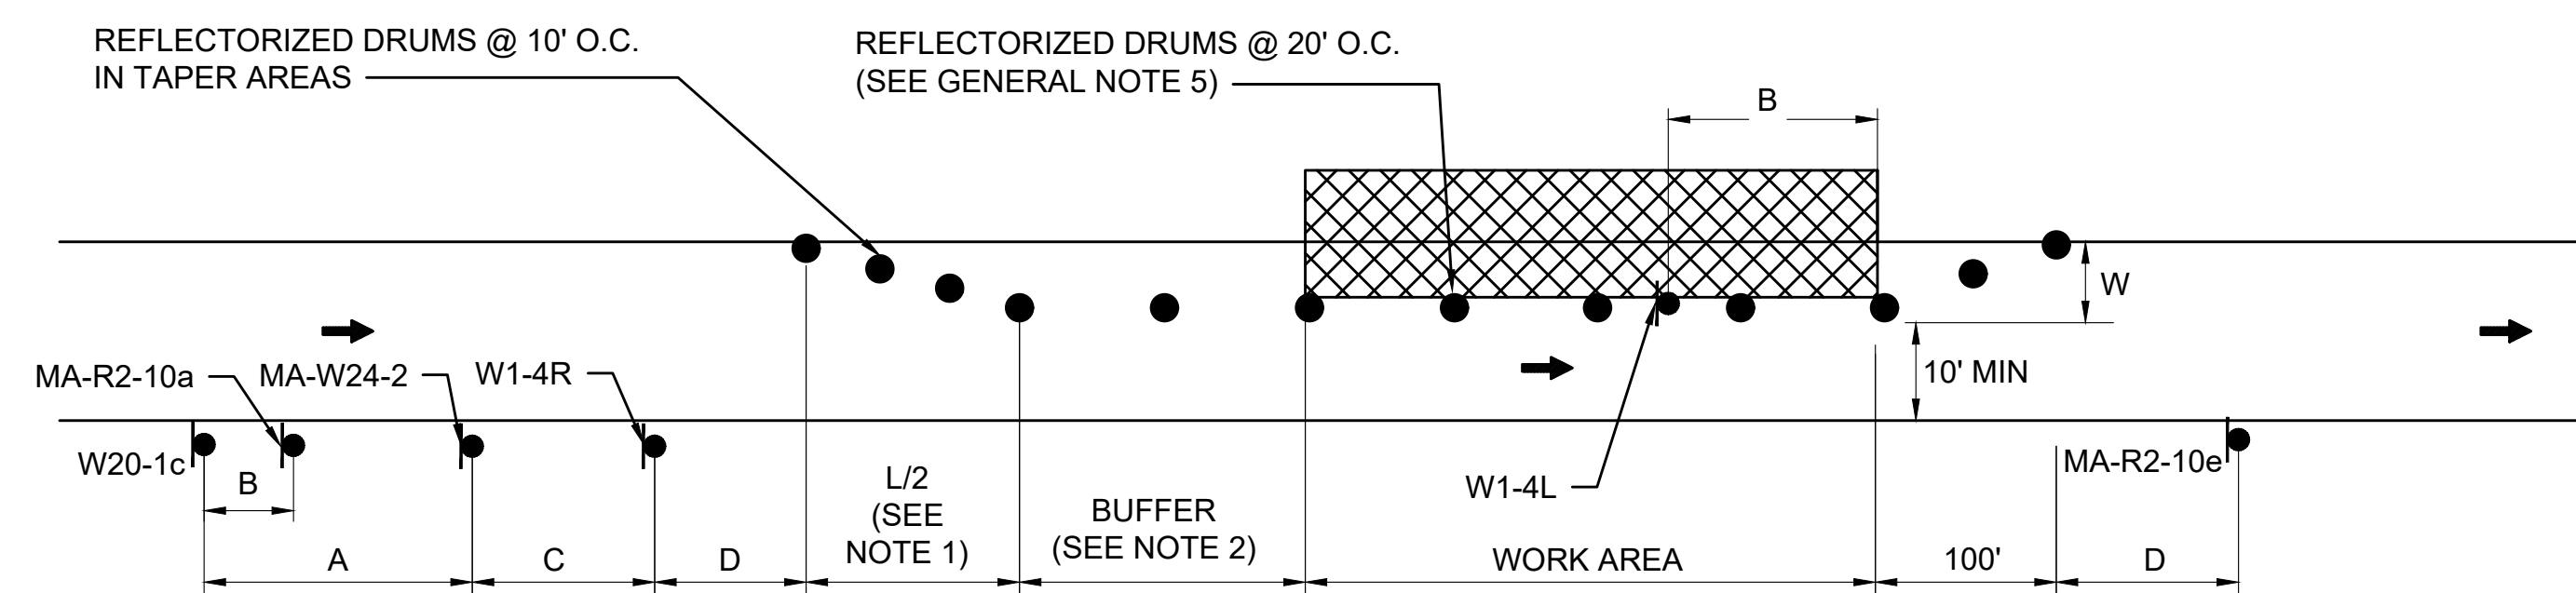 REFLECTORIZED DRUMS @ 10' O.C.
IN TAPER AREAS
REFLECTORIZED DRUMS @ 20' O.C.
(SEE GENERAL NOTE 5)
B
W
10' MIN
MA-R2-10a
MA-W24-2
W1-4R
W20-1c
B
W1-4L
MA-R2-10e
A
C
D
L/2
(SEE
NOTE 1)
BUFFER
(SEE NOTE 2)
WORK AREA
100'
D